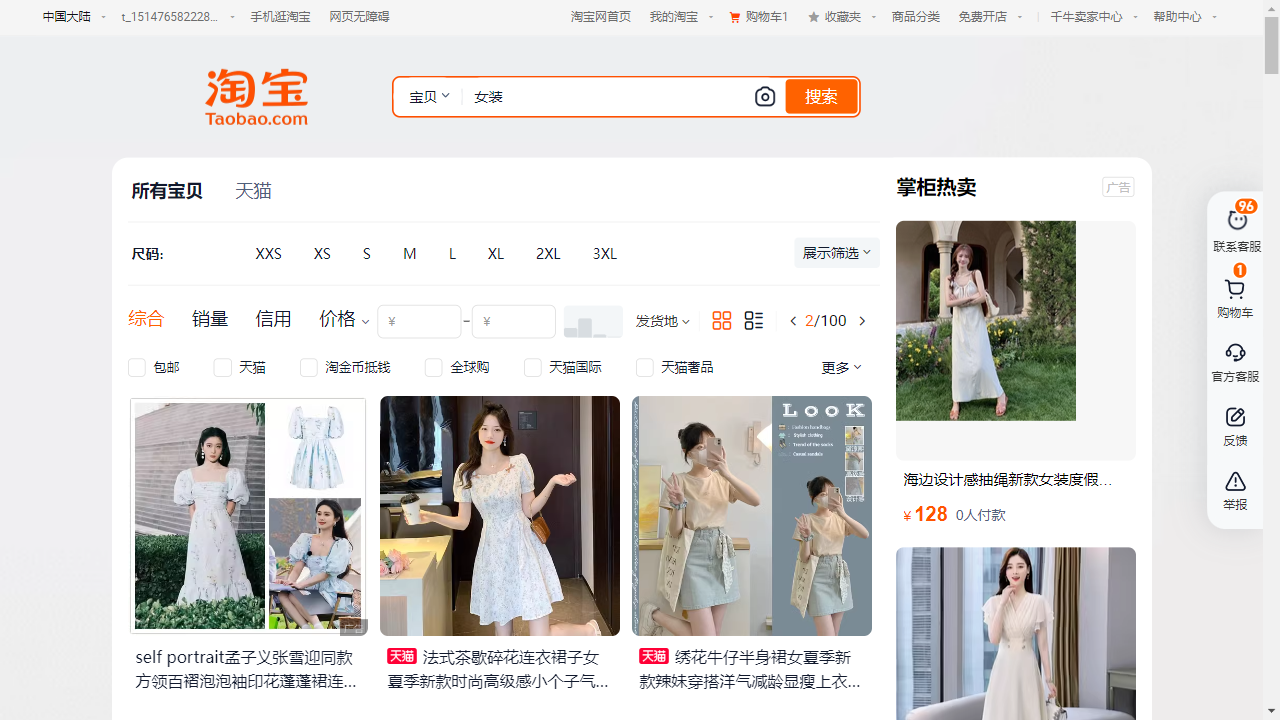 中国大陆
t_151476582228...
手机逛淘宝
网页无障碍
淘宝网首页
我的淘宝
购物车1
收藏夹
商品分类
免费开店
千牛卖家中心
帮助中心
淘宝
Taobao.com
宝贝
女装
搜索
所有宝贝
天猫
掌柜热卖
广告
尺码:
XXS
XS
S
M
L
XL
2XL
3XL
展示筛选
综合
销量
信用
价格
¥
-
¥
发货地
2/100
包邮
天猫
淘金币抵钱
全球购
天猫国际
天猫奢品
更多
LOOK
Fashion handbags
Stylish clothing
Trend of the socks
Casual sandals
self portrait孟子义张雪迎同款
方领百褶泡泡袖印花蓬蓬裙连...
天猫 法式茶歇碎花连衣裙子女
夏季新款时尚高级感小个子气...
天猫 绣花牛仔半身裙女夏季新
款辣妹穿搭洋气减龄显瘦上衣...
海边设计感抽绳新款女装度假...
¥128 0人付款
96
联系客服
1
购物车
官方客服
反馈
举报